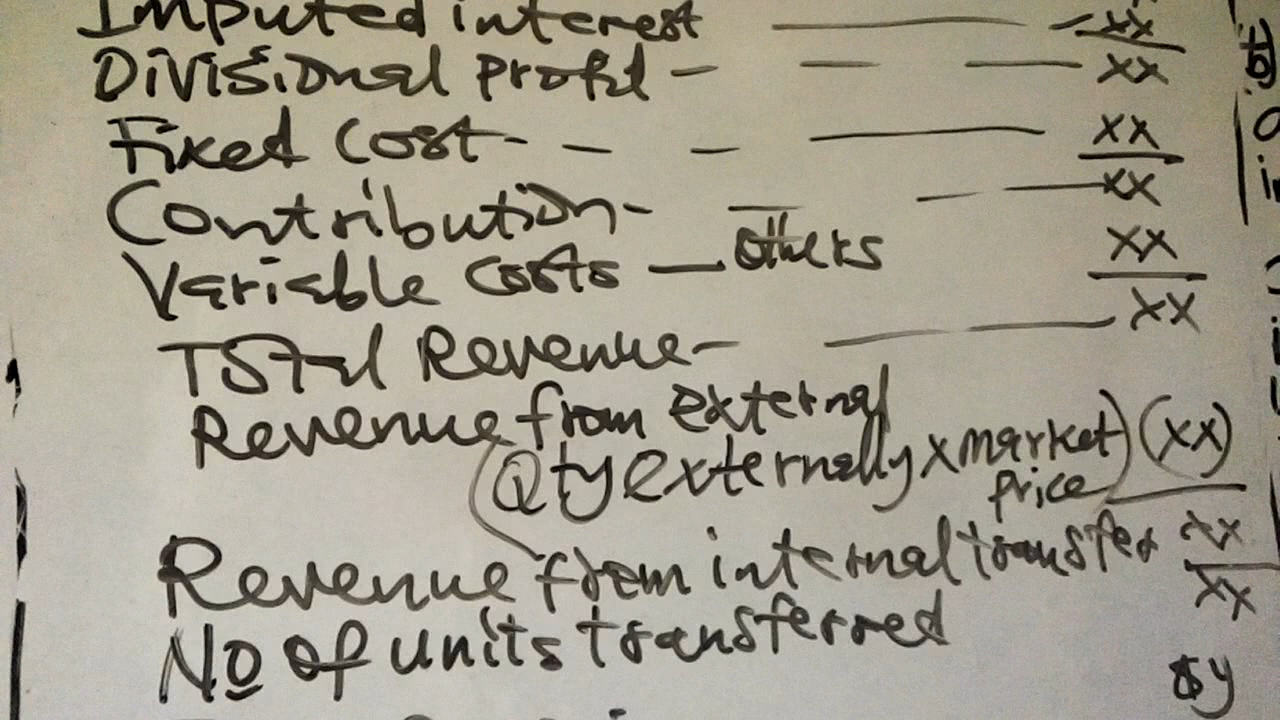 Imputed interest — xx
Divisional Profit - — — xx
Fixed Cost - - - — xx
Contribution - — — xx
Variable Costs — others xx
Total Revenue - — xx
Revenue from external
(Qty externally x market price) (xx)
Revenue from internal transfer xx
xx
No of units transferred
$y
b)